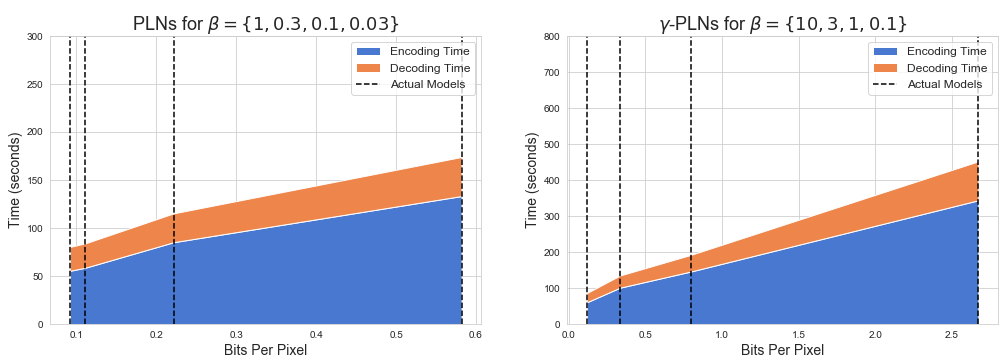 PLNs for β = {1, 0.3, 0.1, 0.03}
300
250
200
150
100
50
0
Time (seconds)
Encoding Time
Decoding Time
Actual Models
0.1
0.2
0.3
0.4
0.5
0.6
Bits Per Pixel
γ-PLNs for β = {10, 3, 1, 0.1}
800
700
600
500
400
300
200
100
0
Time (seconds)
Encoding Time
Decoding Time
Actual Models
0.0
0.5
1.0
1.5
2.0
2.5
Bits Per Pixel